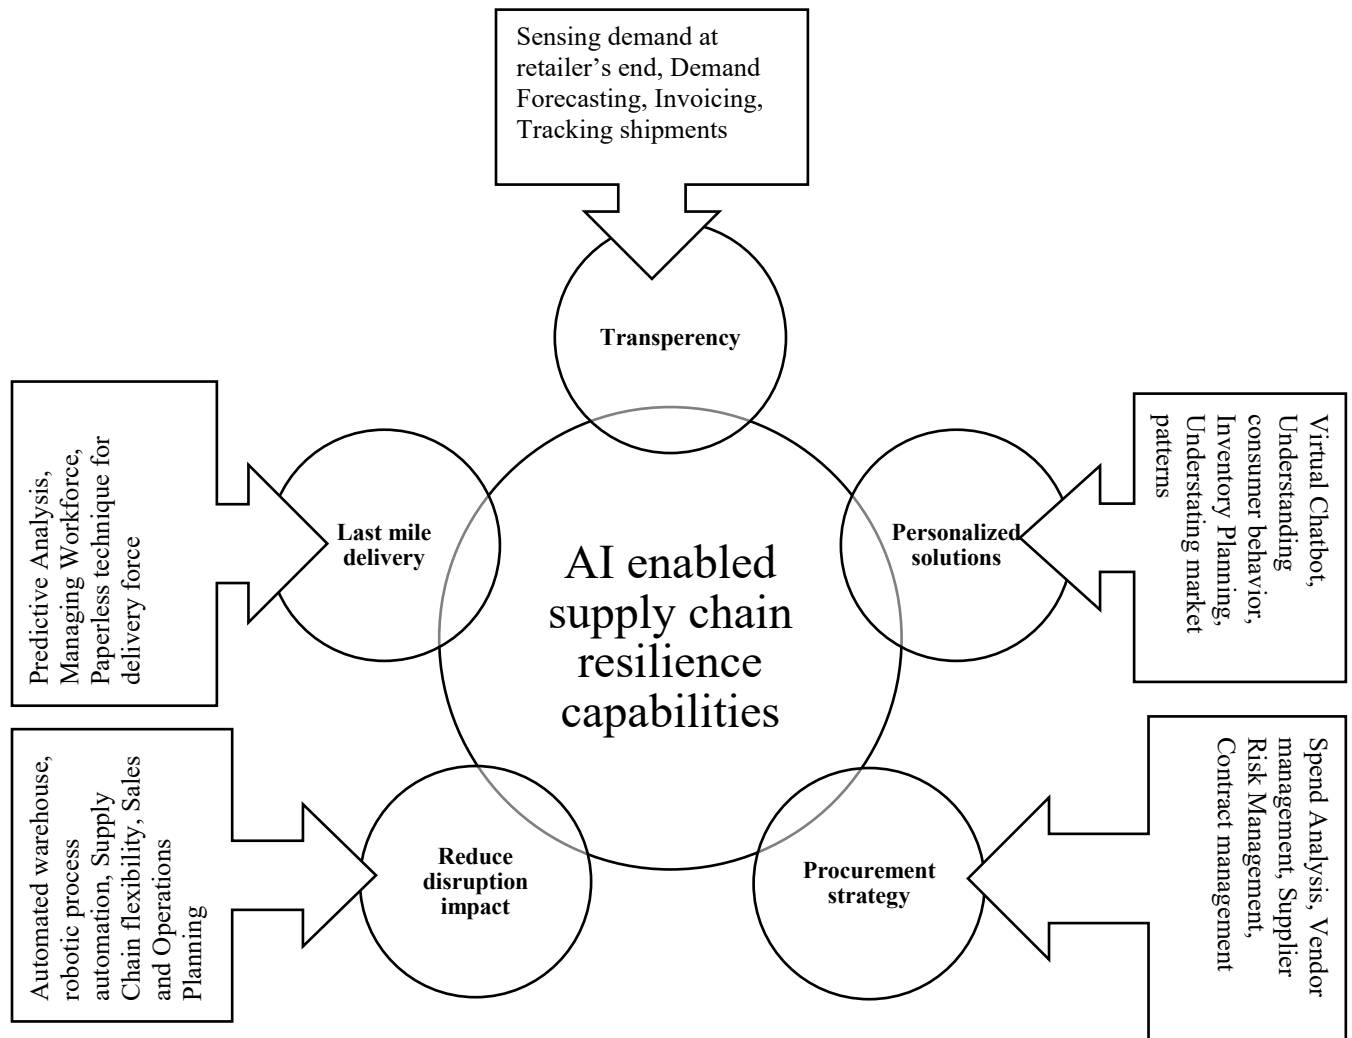 Sensing demand at
retailer’s end, Demand
Forecasting, Invoicing,
Tracking shipments
Transperency
Predictive Analysis,
Managing Workforce,
Paperless technique for
delivery force
Last mile
delivery
AI enabled
supply chain
resilience
capabilities
Personalized
solutions
Virtual Chatbot,
Understanding
consumer behavior,
Inventory Planning,
Understating market
patterns
Automated warehouse,
robotic process
automation, Supply
Chain flexibility, Sales
and Operations
Planning
Reduce
disruption
impact
Procurement
strategy
Spend Analysis, Vendor
management, Supplier
Risk Management,
Contract management